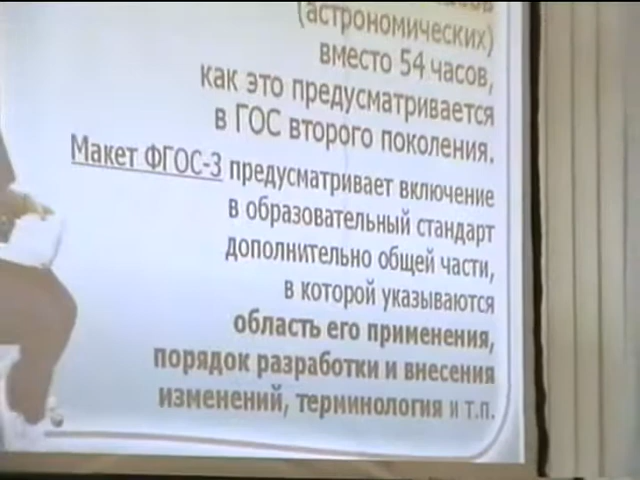 (астрономических)
вместо 54 часов,
как это предусматривается
в ГОС второго поколения.
Макет ФГОС-3 предусматривает включение
в образовательный стандарт
дополнительно общей части,
в которой указываются
область его применения,
порядок разработки и внесения
изменений, терминология и т.п.